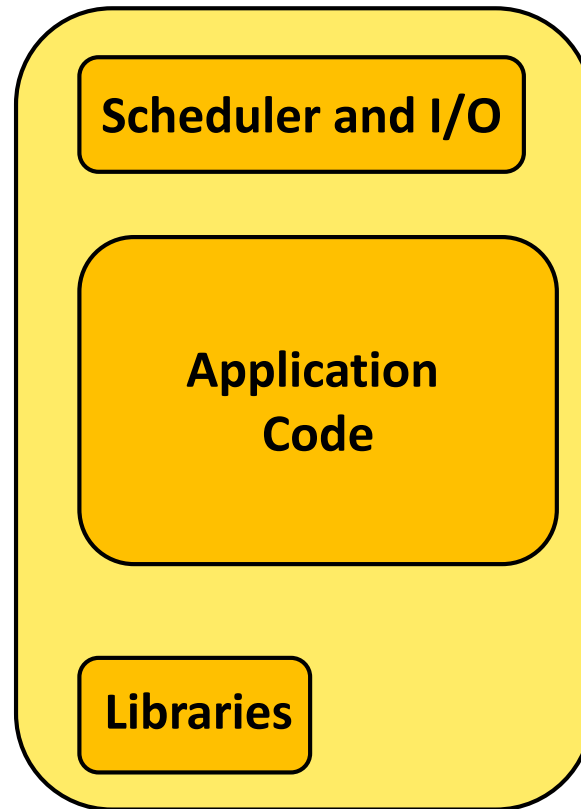 Scheduler and I/O
Application
Code
Libraries